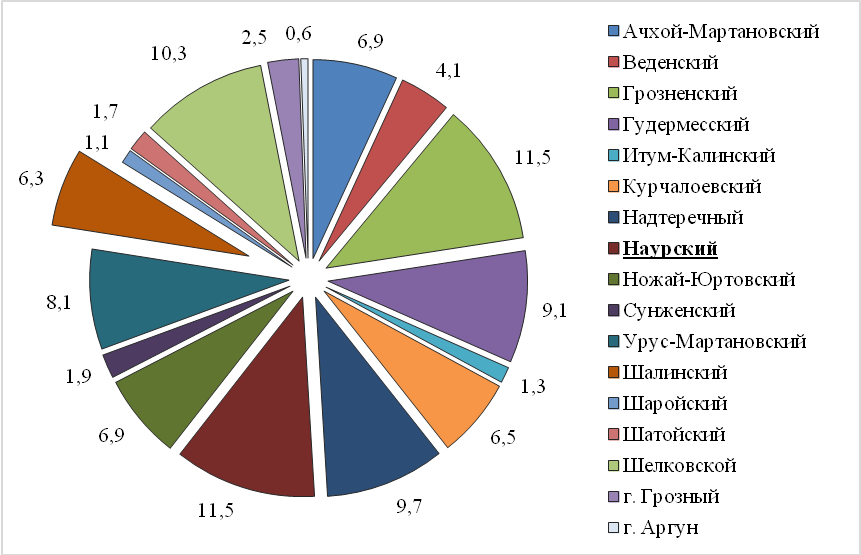 6,9
4,1
11,5
9,1
1,3
6,5
9,7
11,5
6,9
1,9
8,1
6,3
1,1
1,7
10,3
2,5
0,6
Ачхой-Мартановский
Веденский
Грозненский
Гудермесский
Итум-Калинский
Курчалоевский
Надтеречный
Наурский
Ножай-Юртовский
Сунженский
Урус-Мартановский
Шалинский
Шаройский
Шатойский
Шелковской
г. Грозный
г. Аргун